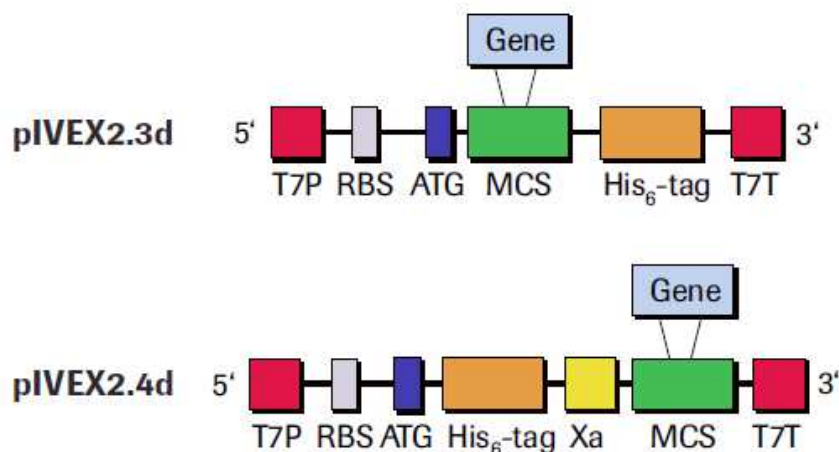 Gene
pIVEX2.3d 5‘ 3‘
T7P RBS ATG MCS His₆-tag T7T
Gene
pIVEX2.4d 5‘ 3‘
T7P RBS ATG His₆-tag Xa MCS T7T